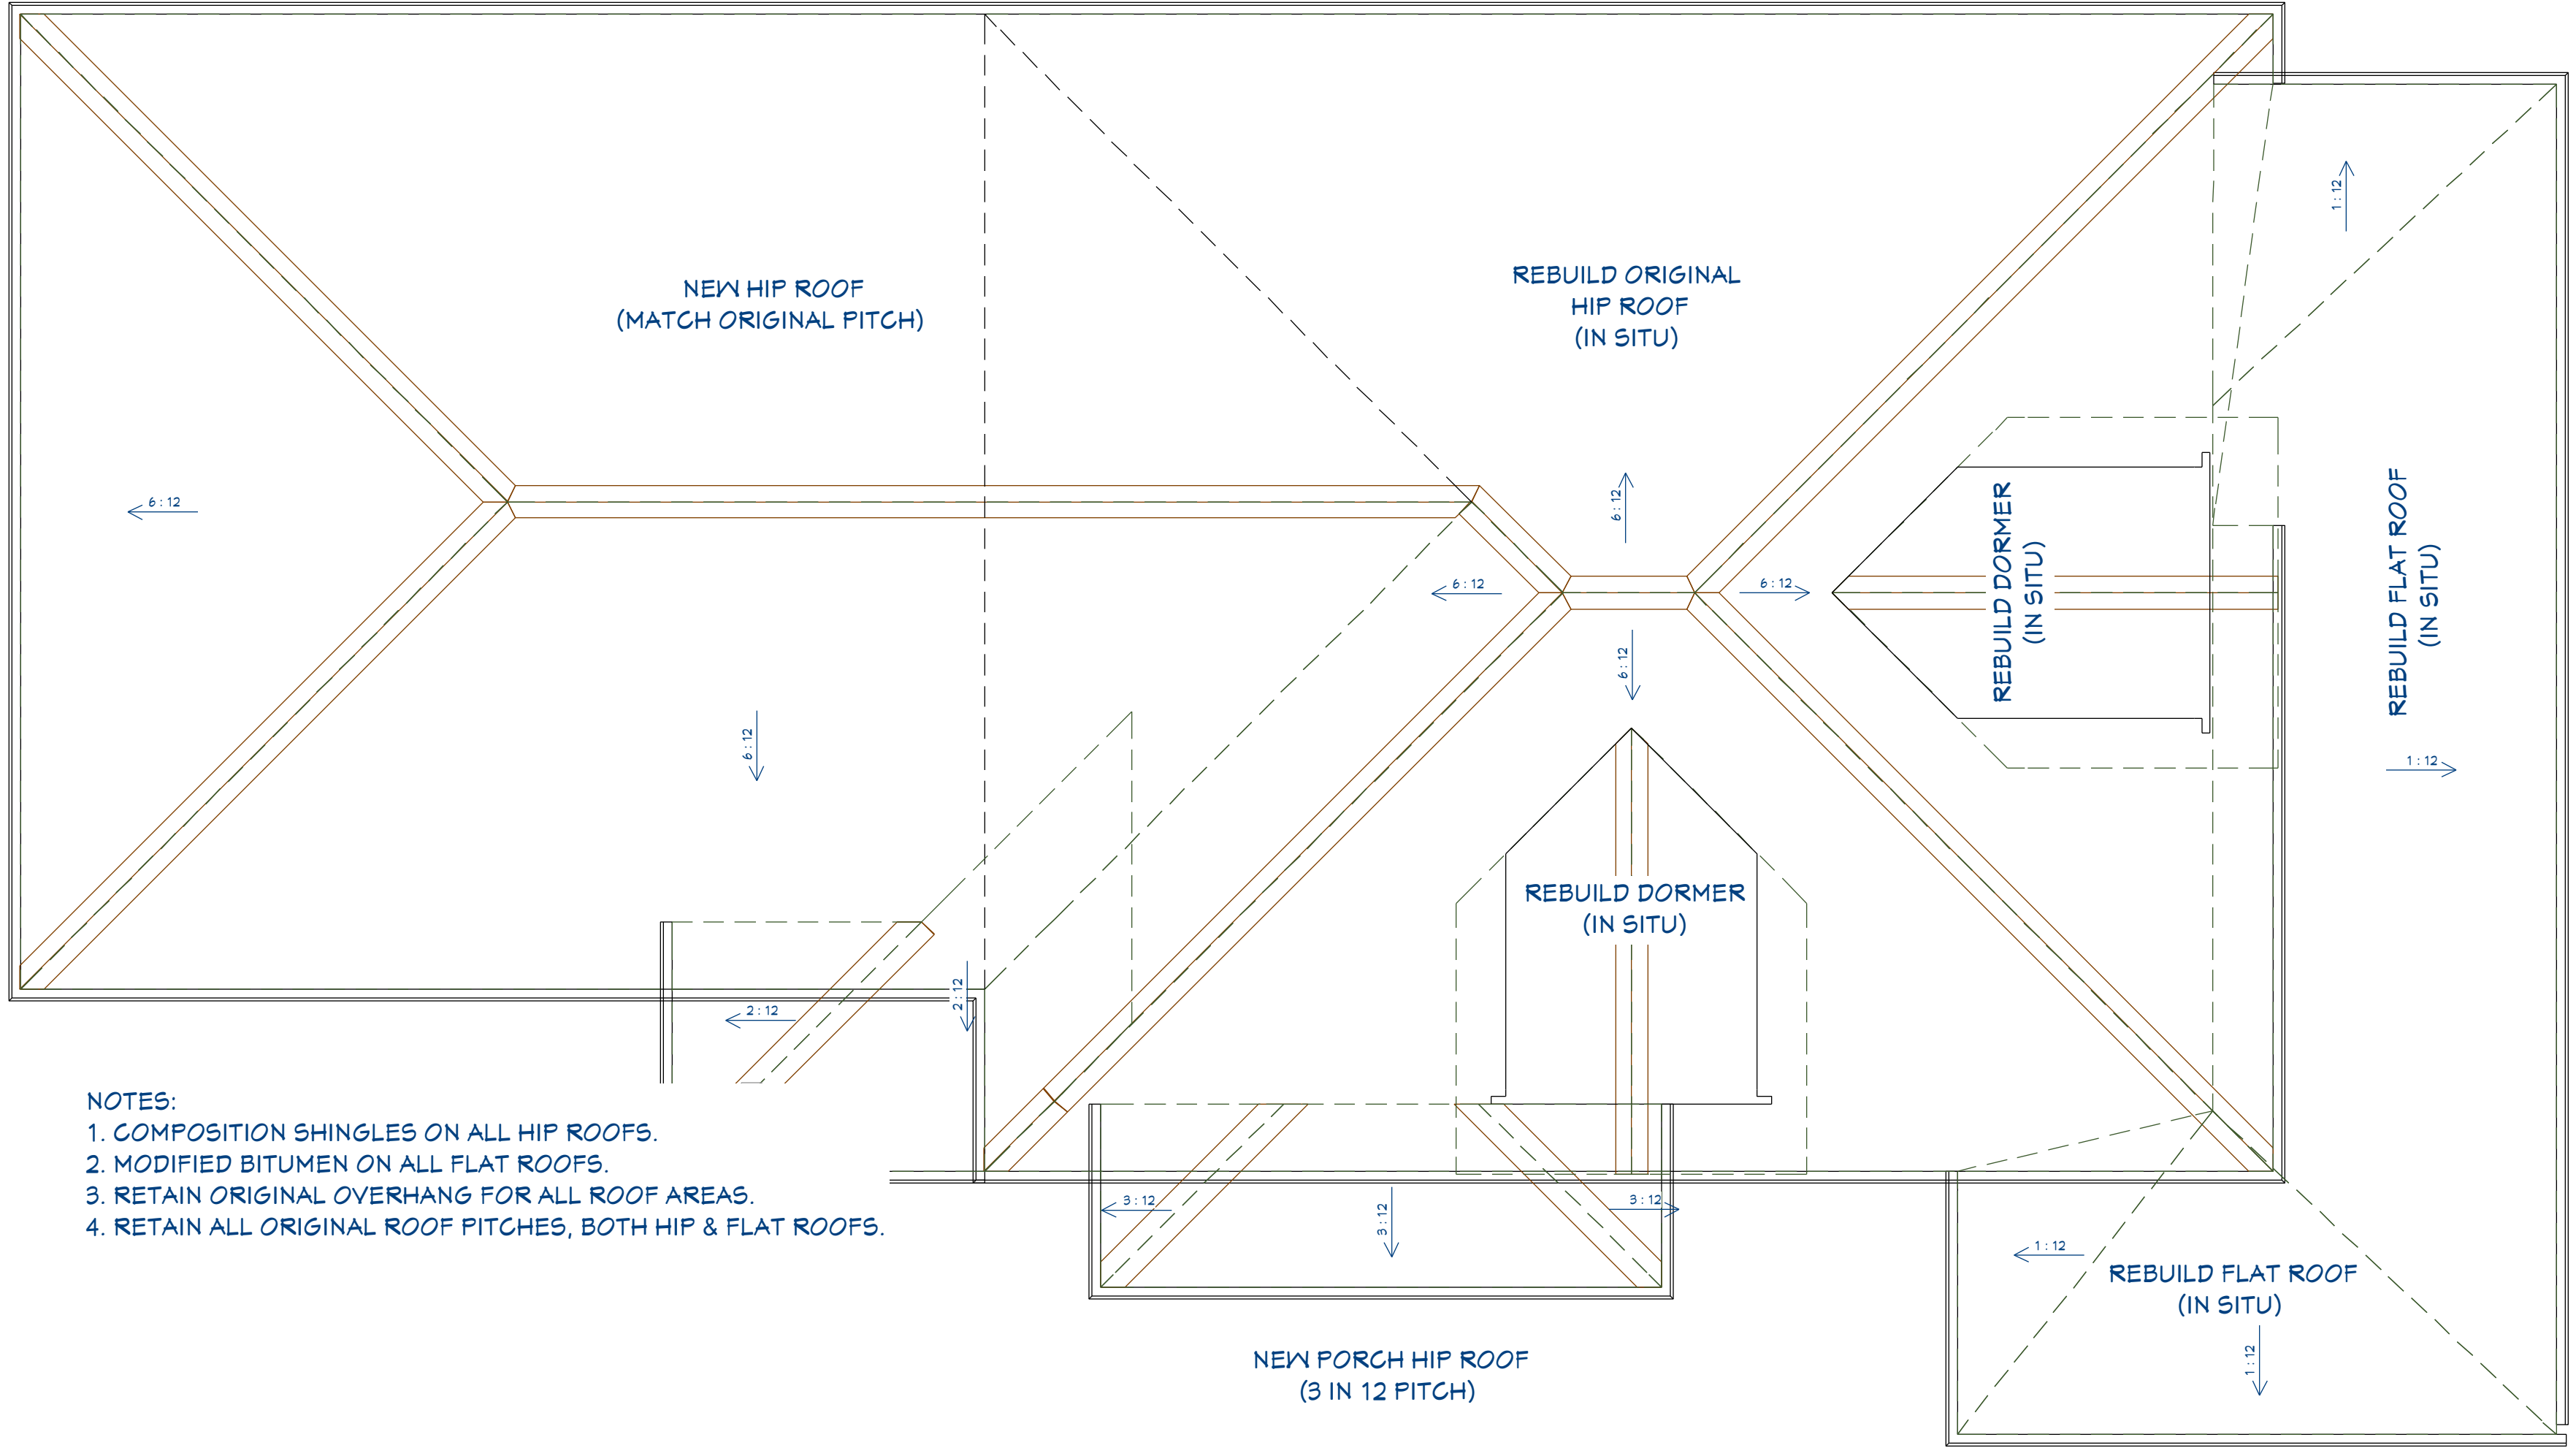 NEW HIP ROOF
(MATCH ORIGINAL PITCH)
REBUILD ORIGINAL
HIP ROOF
(IN SITU)
1 : 12
6 : 12
6 : 12
6 : 12
6 : 12
6 : 12
6 : 12
REBUILD DORMER
(IN SITU)
REBUILD FLAT ROOF
(IN SITU)
1 : 12
REBUILD DORMER
(IN SITU)
2 : 12
2 : 12
NOTES:
1. COMPOSITION SHINGLES ON ALL HIP ROOFS.
2. MODIFIED BITUMEN ON ALL FLAT ROOFS.
3. RETAIN ORIGINAL OVERHANG FOR ALL ROOF AREAS.
4. RETAIN ALL ORIGINAL ROOF PITCHES, BOTH HIP & FLAT ROOFS.
3 : 12
3 : 12
3 : 12
1 : 12
REBUILD FLAT ROOF
(IN SITU)
1 : 12
NEW PORCH HIP ROOF
(3 IN 12 PITCH)